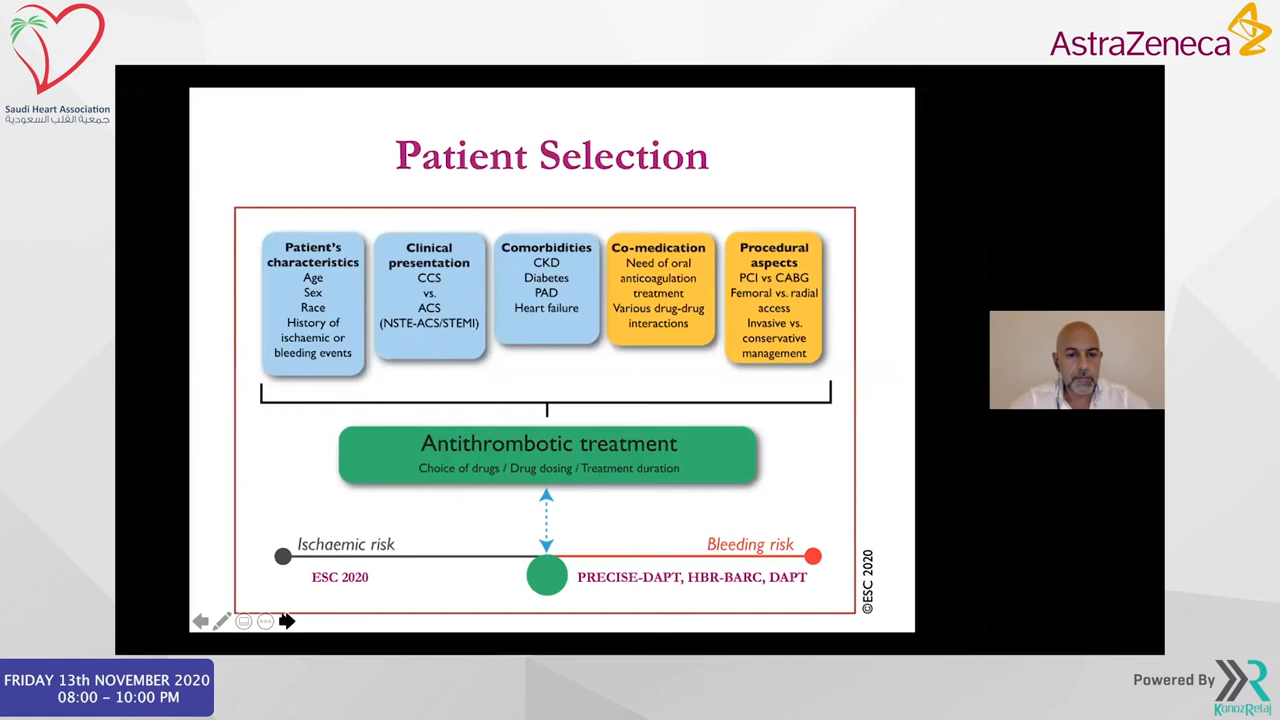 Saudi Heart Association
جمعية القلب السعودية
AstraZeneca
Patient Selection
Patient's
characteristics
Age
Sex
Race
History of
ischaemic or
bleeding events
Clinical
presentation
CCS
vs.
ACS
(NSTE-ACS/STEMI)
Comorbidities
CKD
Diabetes
PAD
Heart failure
Co-medication
Need of oral
anticoagulation
treatment
Various drug-drug
interactions
Procedural
aspects
PCI vs CABG
Femoral vs. radial
access
Invasive vs.
conservative
management
Antithrombotic treatment
Choice of drugs / Drug dosing / Treatment duration
Ischaemic risk
Bleeding risk
ESC 2020
PRECISE-DAPT, HBR-BARC, DAPT
©ESC 2020
FRIDAY 13th NOVEMBER 2020
08:00 – 10:00 PM
Powered By
KonozRetaj